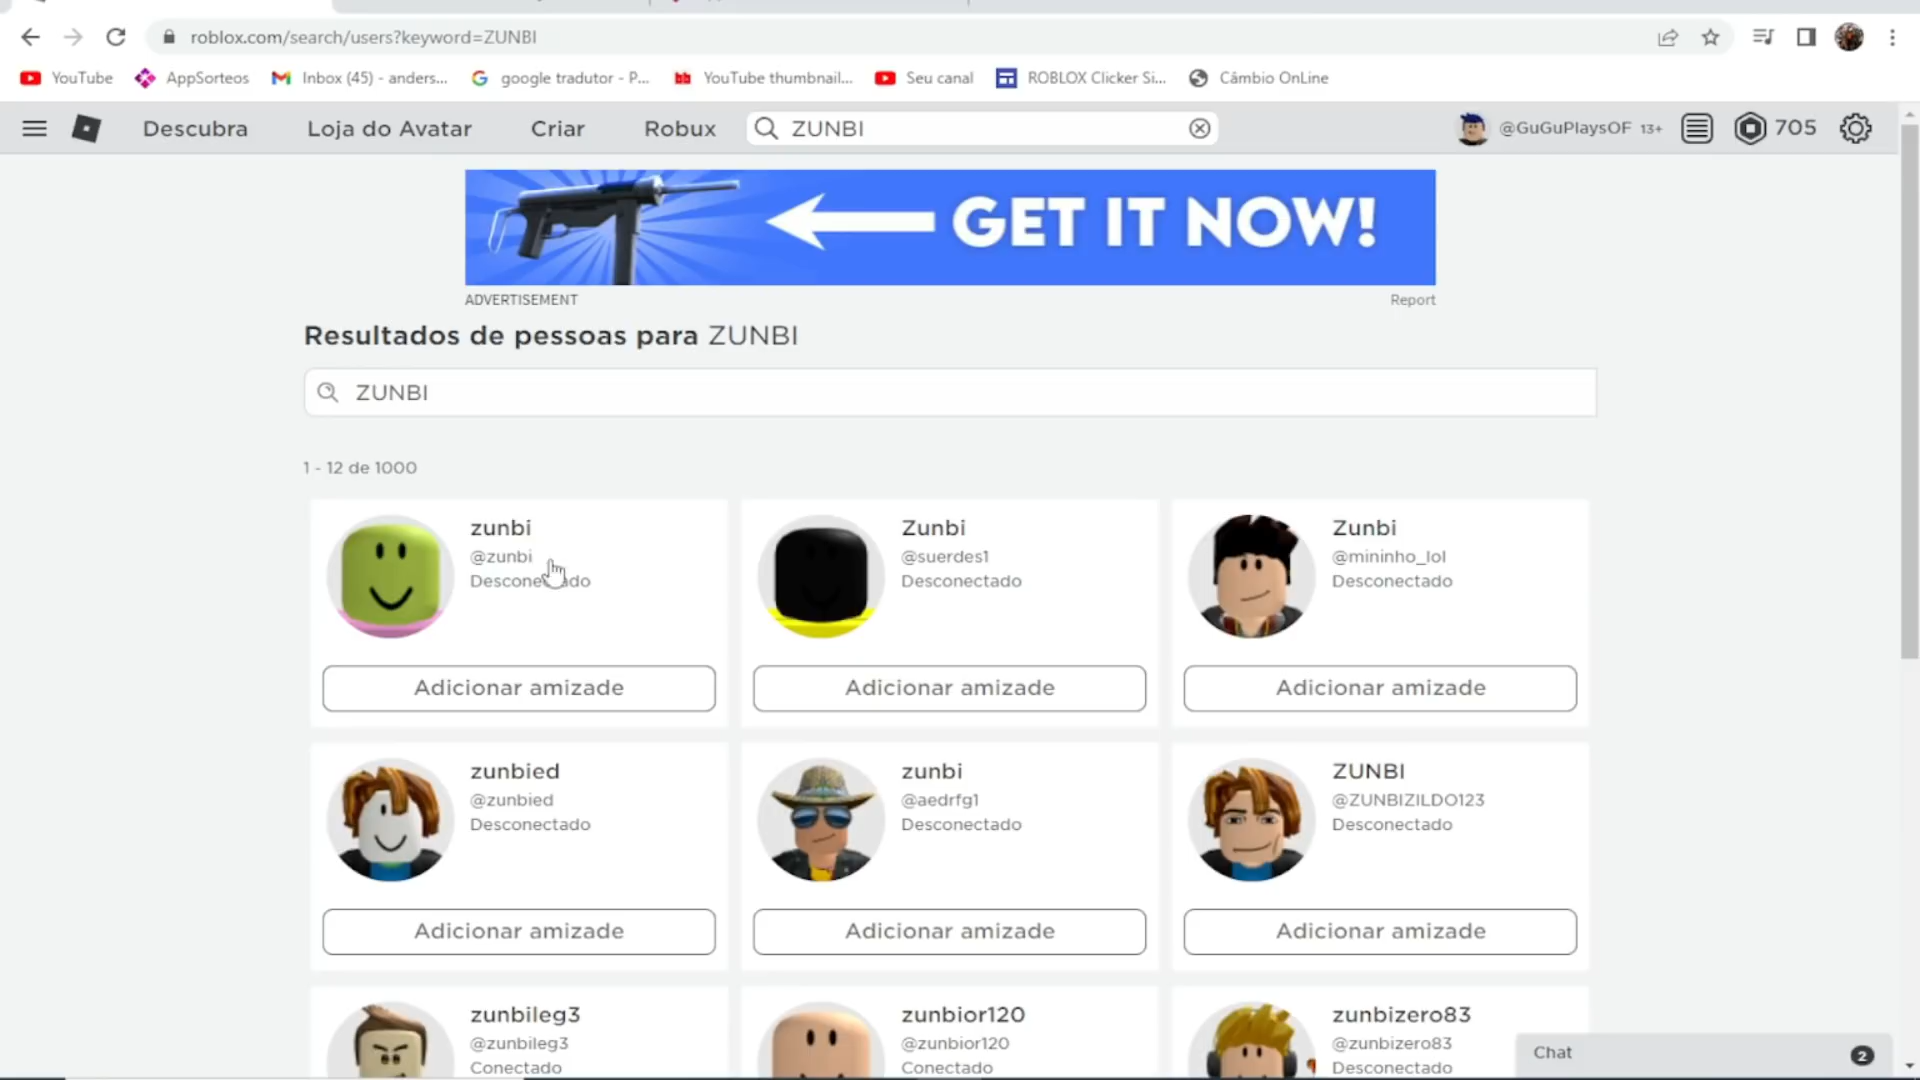 roblox.com/search/users?keyword=ZUNBI
YouTube AppSorteos Inbox (45) - anders... google tradutor - P... YouTube thumbnail... Seu canal ROBLOX Clicker Si... Câmbio OnLine
Descubra Loja do Avatar Criar Robux ZUNBI @GuGuPlaysOF 13+ 705
GET IT NOW!
ADVERTISEMENT Report
Resultados de pessoas para ZUNBI
ZUNBI
1 - 12 de 1000
zunbi
@zunbi
Desconectado
Adicionar amizade
Zunbi
@suerdes1
Desconectado
Adicionar amizade
Zunbi
@mininho_lol
Desconectado
Adicionar amizade
zunbied
@zunbied
Desconectado
Adicionar amizade
zunbi
@aedrfg1
Desconectado
Adicionar amizade
ZUNBI
@ZUNBIZILDO123
Desconectado
Adicionar amizade
zunbileg3
@zunbileg3
Conectado
zunbior120
@zunbior120
Conectado
zunbizero83
@zunbizero83
Desconectado
Chat 2